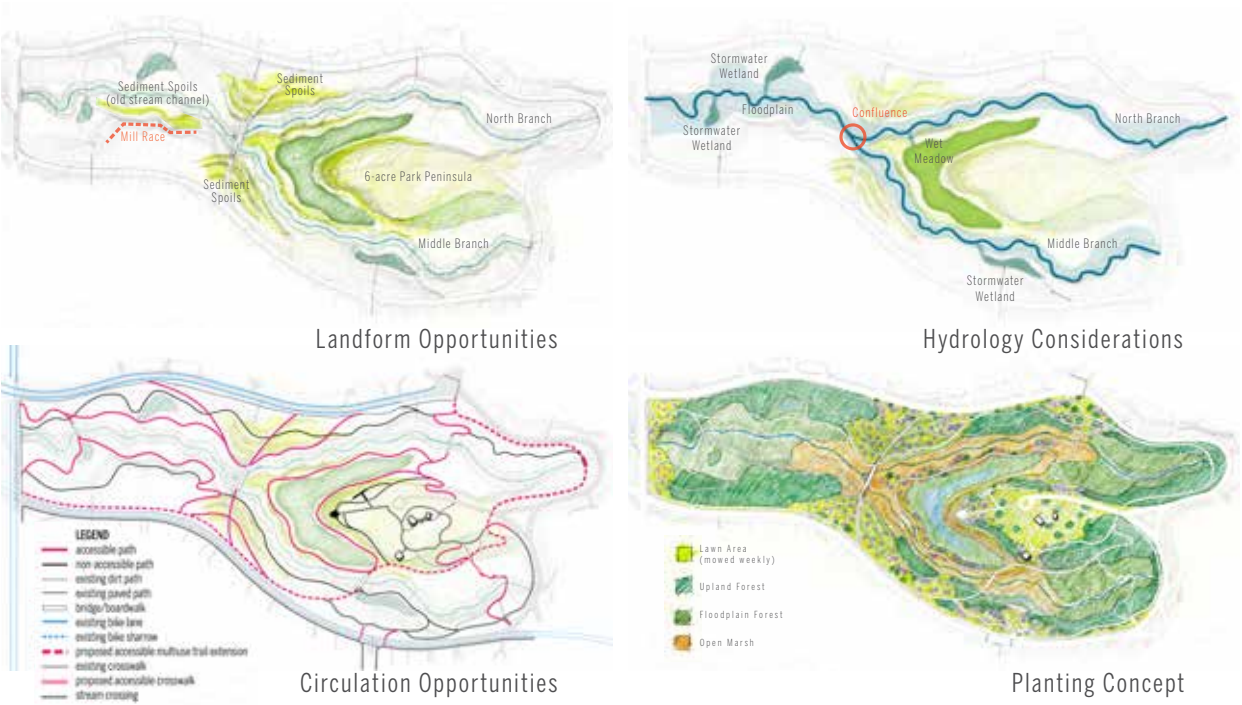 Sediment Spoils
(old stream channel)
Mill Race
Sediment
Spoils
North Branch
6-acre Park Peninsula
Sediment
Spoils
Middle Branch
Landform Opportunities
Stormwater
Wetland
Floodplain
Stormwater
Wetland
Confluence
North Branch
Wet
Meadow
Middle Branch
Stormwater
Wetland
Hydrology Considerations
LEGEND
accessible path
non accessible path
existing dirt path
existing paved path
bridge/boardwalk
existing bike lane
existing bike sharrow
proposed accessible multiuse trail extension
existing crosswalk
proposed accessible crosswalk
stream crossing
Circulation Opportunities
Lawn Area
(mowed weekly)
Upland Forest
Floodplain Forest
Open Marsh
Planting Concept